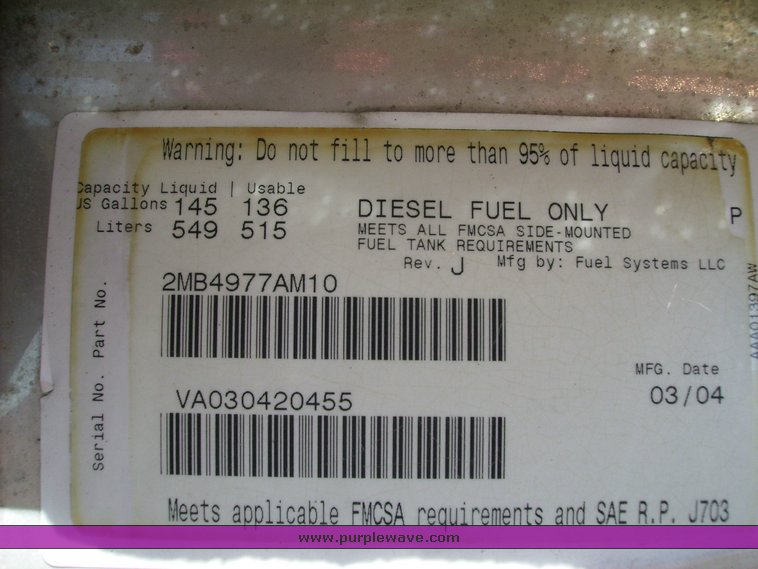 Warning: Do not fill to more than 95% of liquid capacity
Capacity Liquid | Usable
US Gallons 145 136
Liters 549 515
DIESEL FUEL ONLY
P
MEETS ALL FMCSA SIDE-MOUNTED
FUEL TANK REQUIREMENTS
Rev. J Mfg by: Fuel Systems LLC
AAA01397AW
Part No.
2MB4977AM10
MFG. Date
03/04
Serial No.
VA030420455
Meets applicable FMCSA requirements and SAE R.P. J703
www.purplewave.com